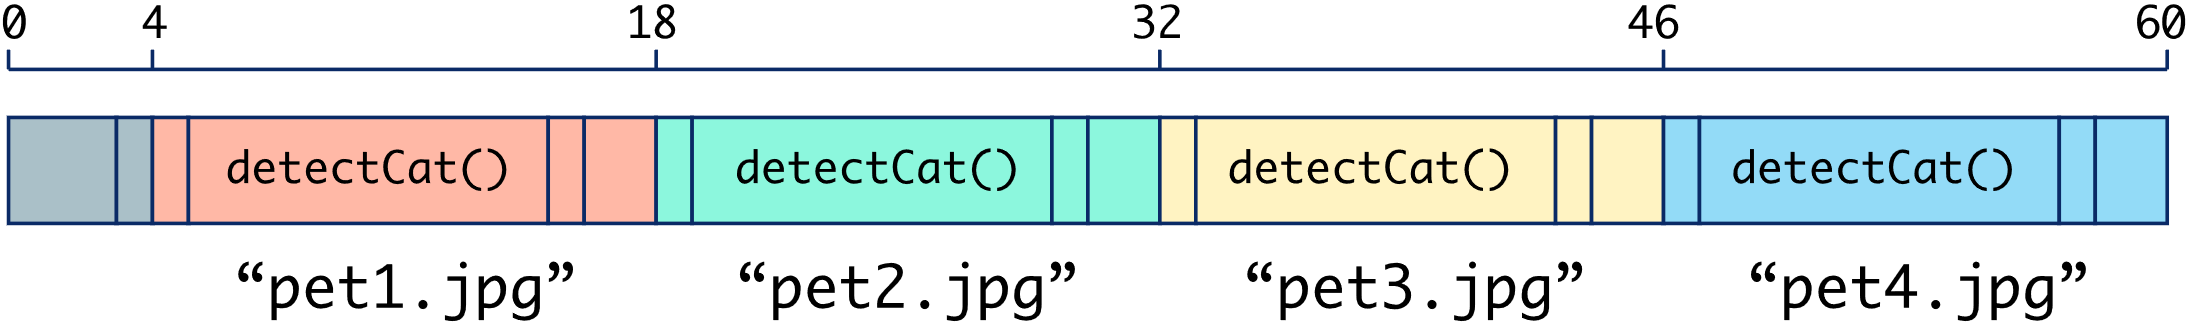 0 4 18 32 46 60
detectCat() detectCat() detectCat() detectCat()
“pet1.jpg” “pet2.jpg” “pet3.jpg” “pet4.jpg”